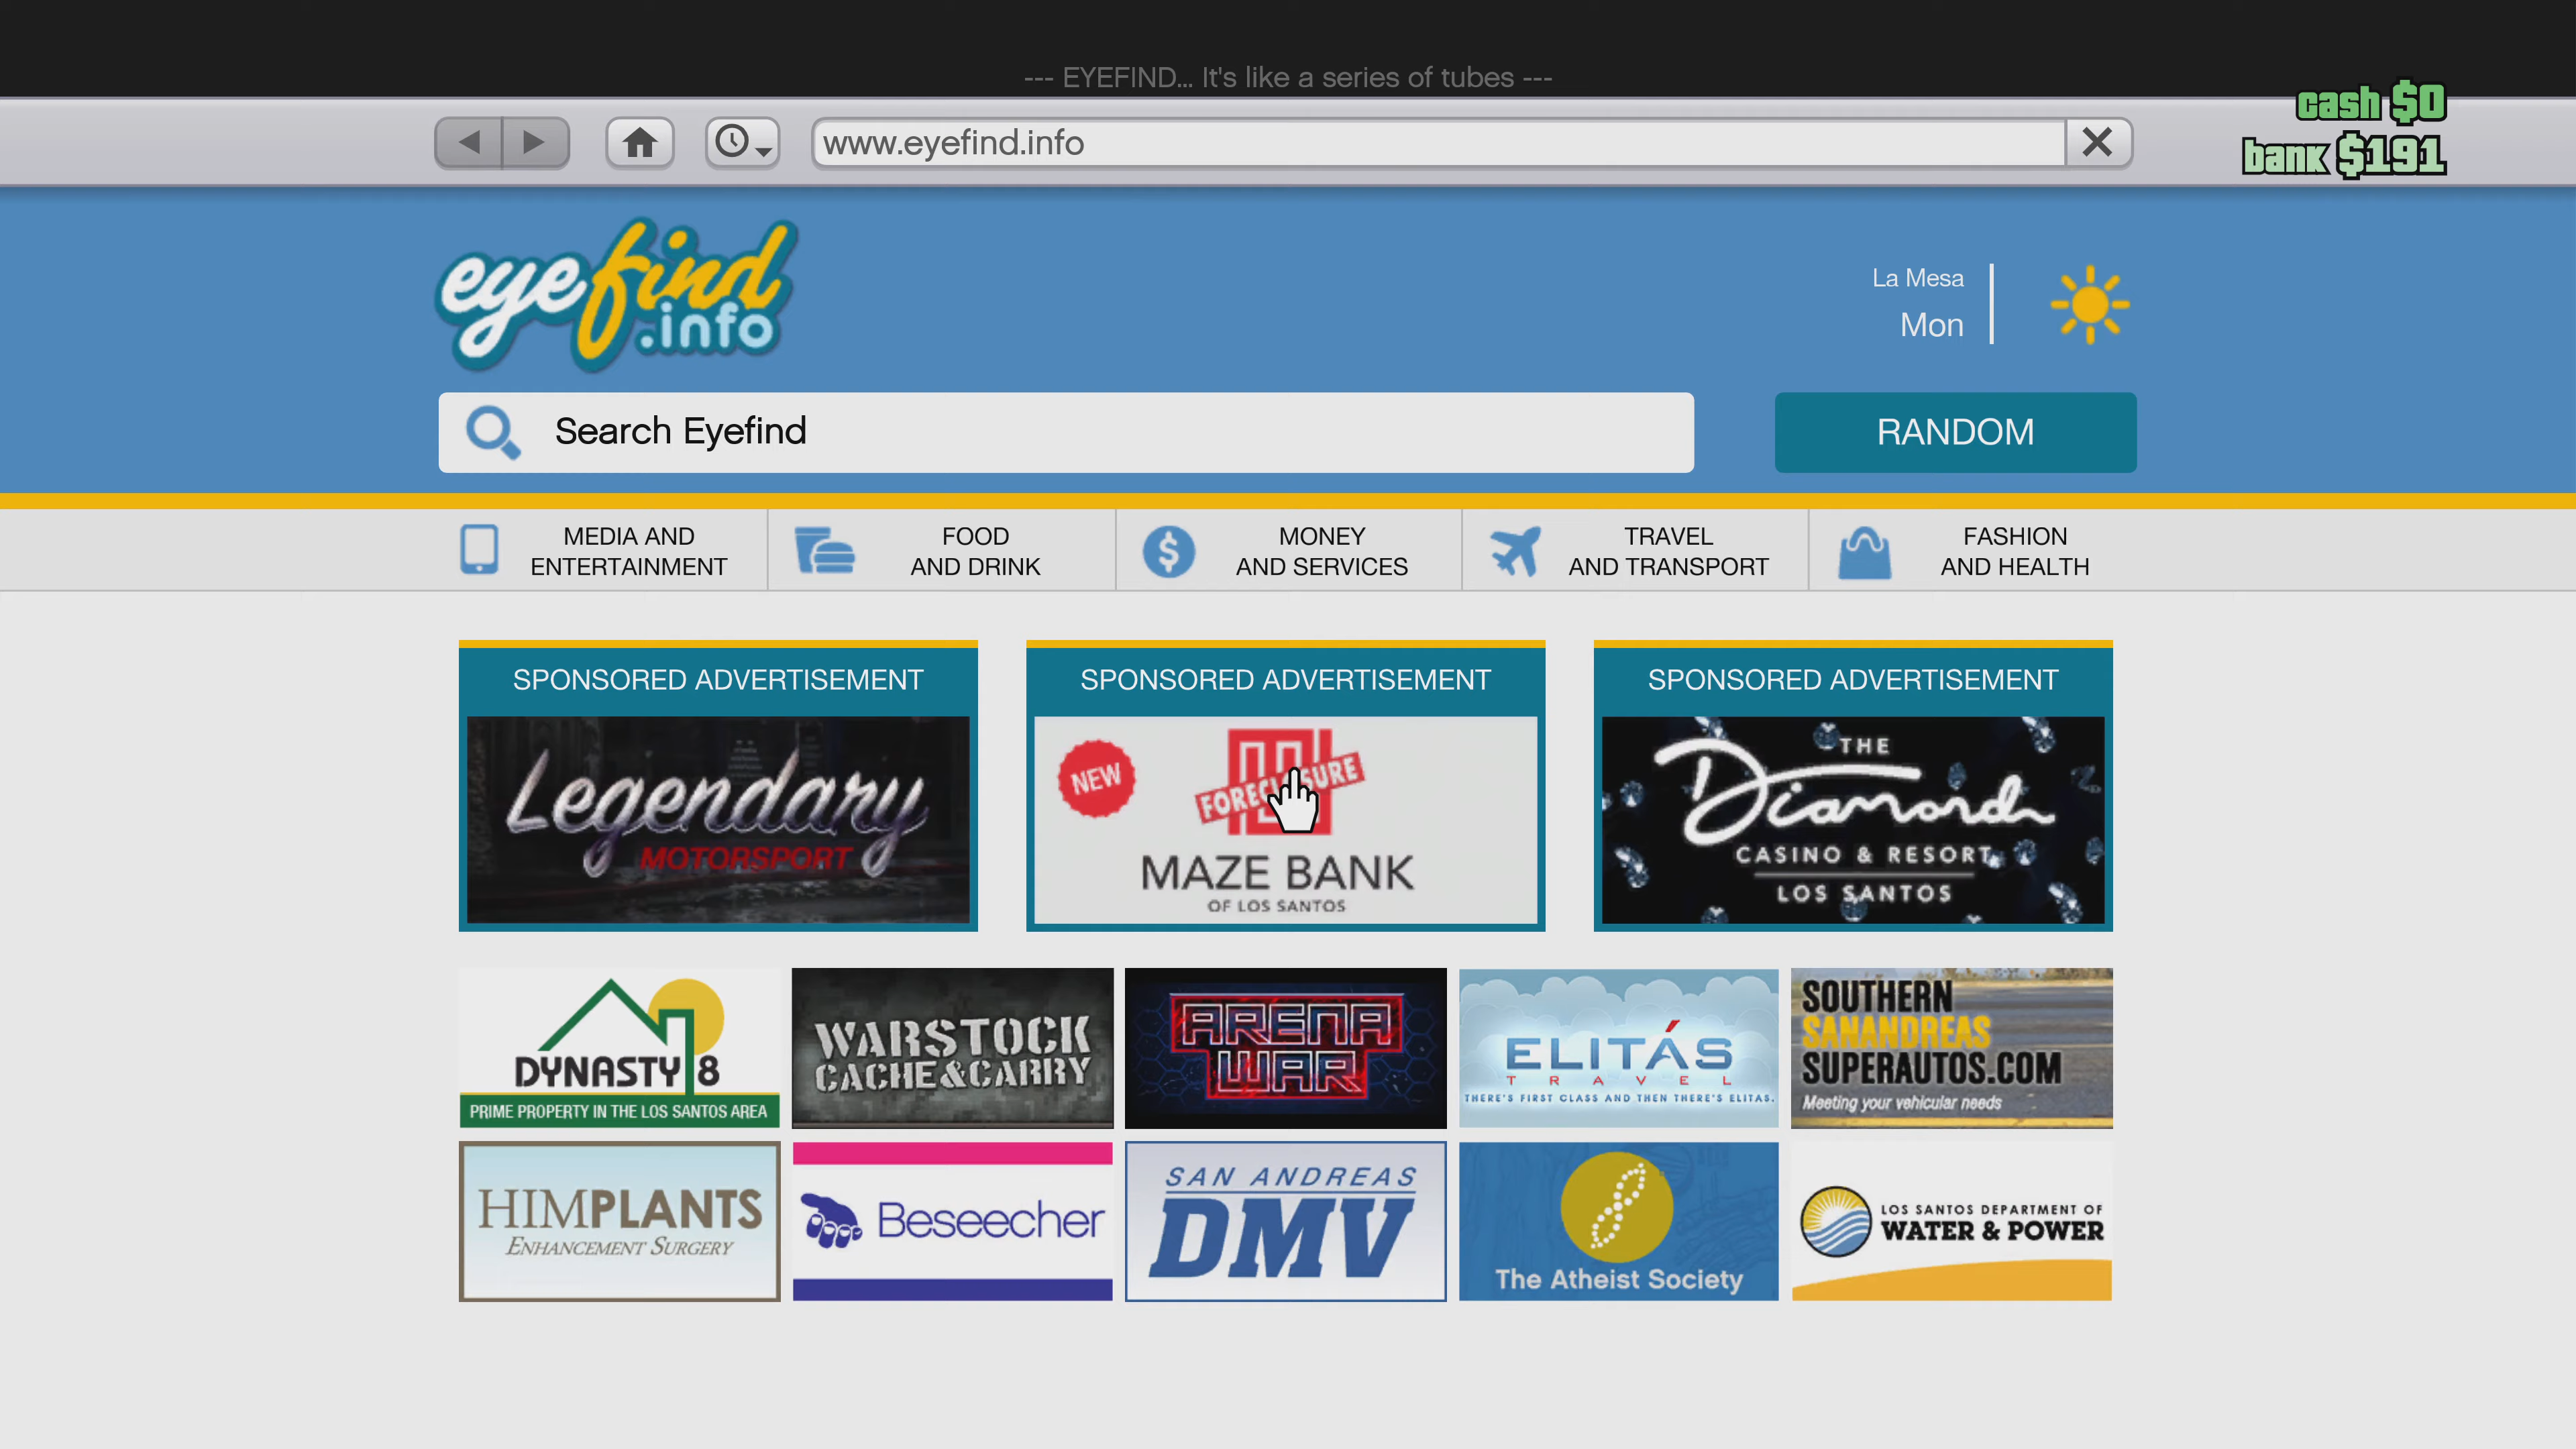 --- EYEFIND... It's like a series of tubes ---
cash $0
www.eyefind.info
bank $191
eyefind
.info
La Mesa
Mon
Search Eyefind
RANDOM
MEDIA AND
ENTERTAINMENT
FOOD
AND DRINK
MONEY
AND SERVICES
TRAVEL
AND TRANSPORT
FASHION
AND HEALTH
SPONSORED ADVERTISEMENT
Legendary
MOTORSPORT
SPONSORED ADVERTISEMENT
NEW
FORECLOSURE
MAZE BANK
OF LOS SANTOS
SPONSORED ADVERTISEMENT
THE
Diamond
CASINO & RESORT
LOS SANTOS
DYNASTY 8
PRIME PROPERTY IN THE LOS SANTOS AREA
WARSTOCK
CACHE&CARRY
ARENA
WAR
ELITÁS
TRAVEL
THERE'S FIRST CLASS AND THEN THERE'S ELITAS.
SOUTHERN
SANANDREAS
SUPERAUTOS.COM
Meeting your vehicular needs
HIMPLANTS
ENHANCEMENT SURGERY
Beseecher
SAN ANDREAS
DMV
The Atheist Society
LOS SANTOS DEPARTMENT OF
WATER & POWER